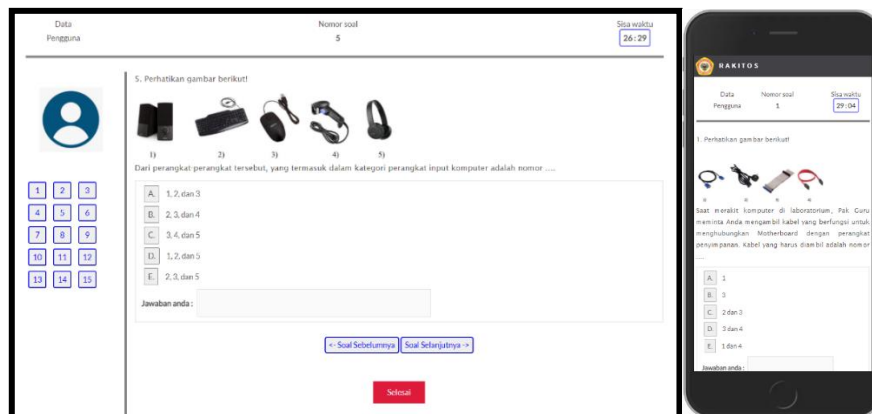 Data
Pengguna
Nomor soal
5
Sisa waktu
26:29
5. Perhatikan gambar berikut!
1) 2) 3) 4) 5)
Dari perangkat-perangkat tersebut, yang termasuk dalam kategori perangkat input komputer adalah nomor ....
A. 1, 2, dan 3
B. 2, 3, dan 4
C. 3, 4, dan 5
D. 1, 2, dan 5
E. 2, 3, dan 5
Jawaban anda :
1 2 3
4 5 6
7 8 9
10 11 12
13 14 15
<- Soal Sebelumnya Soal Selanjutnya ->
Selesai
RAKITOS
Data
Pengguna
Nomor soal
1
Sisa waktu
29:04
1. Perhatikan gambar berikut!
Saat merakit komputer di laboratorium, Pak Guru
meminta Anda mengambil kabel yang berfungsi untuk
menghubungkan Motherboard dengan perangkat
penyimpanan. Kabel yang harus diambil adalah nomor
....
A. 1
B. 3
C. 2 dan 3
D. 3 dan 4
E. 1 dan 4
Jawaban anda :